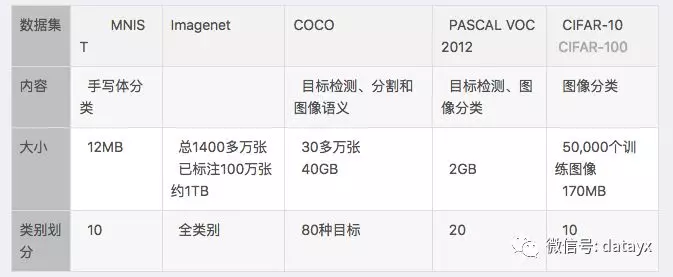 数据集 MNIS Imagenet COCO PASCAL VOC CIFAR-10
T 2012 CIFAR-100
内容 手写体分 目标检测、分割和 目标检测、图 图像分类
类 图像语义 像分类
大小 12MB 总1400多万张 30多万张 50,000个训
已标注100万张 40GB 2GB 练图像
约1TB 170MB
类别划 10 全类别 80种目标 20 10
分
微信号: datayx